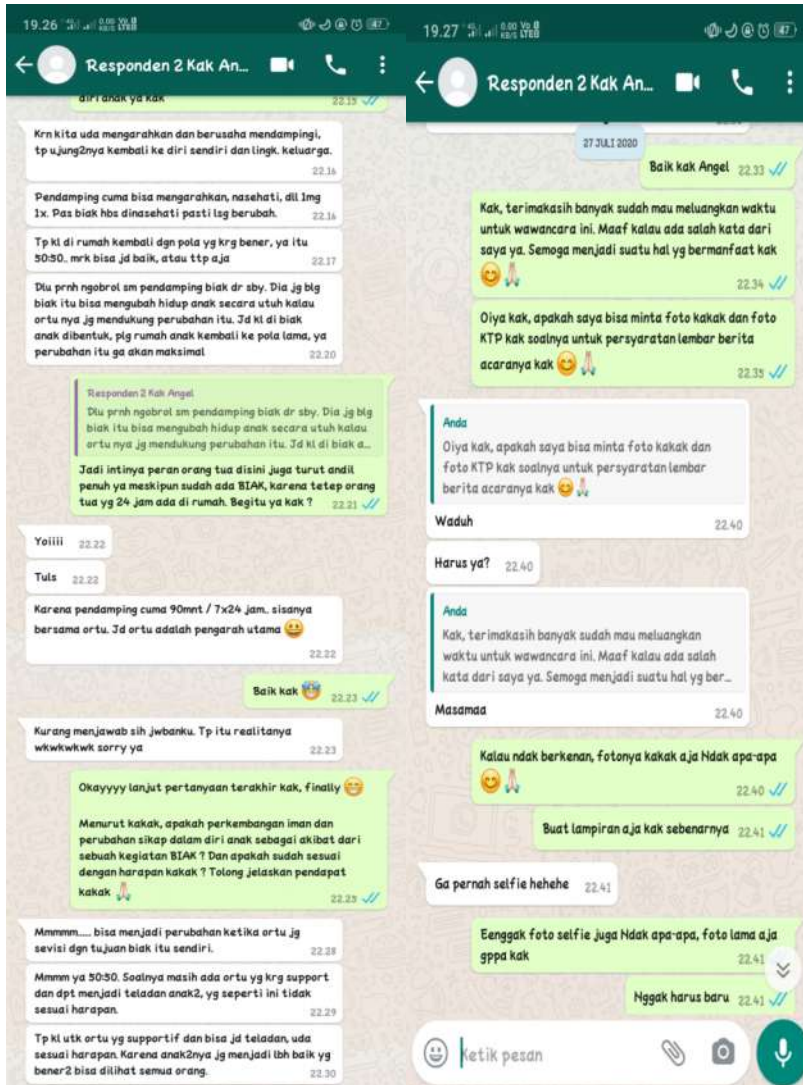 19.26
0.00 KB/S
47
Responden 2 Kak An...
diri anak ya kak 22.15
Krn kita uda mengarahkan dan berusaha mendampingi,
tp ujung2nya kembali ke diri sendiri dan lingk. keluarga.
22.16
Pendamping cuma bisa mengarahkan, nasehati, dll 1mg
1x. Pas biak hbs dinasehati pasti lsg berubah. 22.16
Tp kl di rumah kembali dgn pola yg krg bener, ya itu
50:50.. mrk bisa jd baik, atau ttp aja 22.17
Dlu prnh ngobrol sm pendamping biak dr sby. Dia jg blg
biak itu bisa mengubah hidup anak secara utuh kalau
ortu nya jg mendukung perubahan itu. Jd kl di biak
anak dibentuk, plg rumah anak kembali ke pola lama, ya
perubahan itu ga akan maksimal 22.20
Responden 2 Kak Angel
Dlu prnh ngobrol sm pendamping biak dr sby. Dia jg blg
biak itu bisa mengubah hidup anak secara utuh kalau
ortu nya jg mendukung perubahan itu. Jd kl di biak a...
Jadi intinya peran orang tua disini juga turut andil
penuh ya meskipun sudah ada BIAK, karena tetep orang
tua yg 24 jam ada di rumah. Begitu ya kak ? 22.21
Yoiiii 22.22
Tuls 22.22
Karena pendamping cuma 90mnt / 7x24 jam.. sisanya
bersama ortu. Jd ortu adalah pengarah utama 😀
22.22
Baik kak 22.23
Kurang menjawab sih jwbanku. Tp itu realitanya
wkwkwkwk sorry ya 22.23
Okayyyy lanjut pertanyaan terakhir kak, finally 😁
Menurut kakak, apakah perkembangan iman dan
perubahan sikap dalam diri anak sebagai akibat dari
sebuah kegiatan BIAK ? Dan apakah sudah sesuai
dengan harapan kakak ? Tolong jelaskan pendapat
kakak 🙏 22.25
Mmmmm..... bisa menjadi perubahan ketika ortu jg
sevisi dgn tujuan biak itu sendiri. 22.28
Mmmm ya 50:50. Soalnya masih ada ortu yg krg support
dan dpt menjadi teladan anak2, yg seperti ini tidak
sesuai harapan. 22.29
Tp kl utk ortu yg supportif dan bisa jd teladan, uda
sesuai harapan. Karena anak2nya jg menjadi lbh baik yg
bener2 bisa dilihat semua orang. 22.30
19.27
0.00 KB/S
47
Responden 2 Kak An...
27 JULI 2020
Baik kak Angel 22.33
Kak, terimakasih banyak sudah mau meluangkan waktu
untuk wawancara ini. Maaf kalau ada salah kata dari
saya ya. Semoga menjadi suatu hal yg bermanfaat kak
😊🙏 22.34
Oiya kak, apakah saya bisa minta foto kakak dan foto
KTP kak soalnya untuk persyaratan lembar berita
acaranya kak 😊🙏 22.35
Anda
Oiya kak, apakah saya bisa minta foto kakak dan
foto KTP kak soalnya untuk persyaratan lembar
berita acaranya kak 😊🙏
Waduh 22.40
Harus ya? 22.40
Anda
Kak, terimakasih banyak sudah mau meluangkan
waktu untuk wawancara ini. Maaf kalau ada salah
kata dari saya ya. Semoga menjadi suatu hal yg ber...
Masamaa 22.40
Kalau ndak berkenan, fotonya kakak aja Ndak apa-apa
😊🙏 22.40
Buat lampiran aja kak sebenarnya 22.41
Ga pernah selfie hehehe 22.41
Eenggak foto selfie juga Ndak apa-apa, foto lama aja
gppa kak 22.41
Nggak harus baru 22.41
Ketik pesan